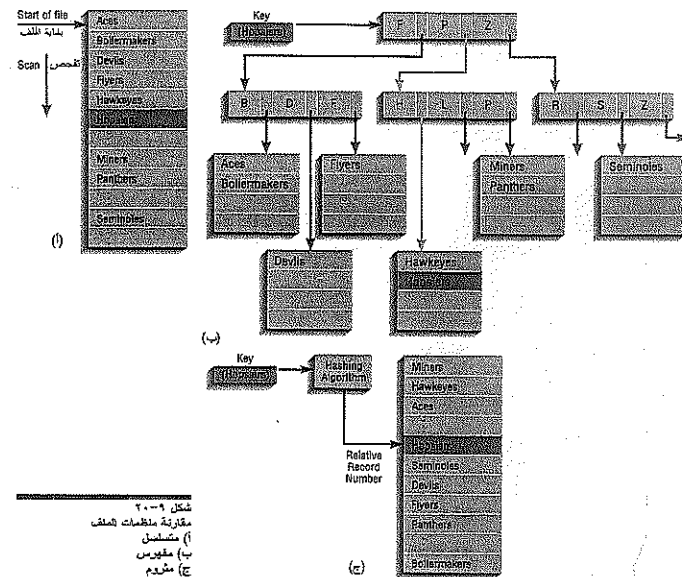 Start of file
بداية الملف
Scan
تفحص
Aces
Boilermakers
Devils
Flyers
Hawkeyes
Hoosiers
Miners
Panthers
Seminoles
(أ)
Key
(Hoosiers)
F P Z
B D F
H L P
R S Z
Aces
Boilermakers
Flyers
Miners
Panthers
Seminoles
Devils
Hawkeyes
Hoosiers
(ب)
Key
(Hoosiers)
Hashing
Algorithm
Relative
Record
Number
Miners
Hawkeyes
Aces
Hoosiers
Seminoles
Devils
Flyers
Panthers
Boilermakers
(ج)
شكل ٩-٢٠
مقارنة منظمات الملف
أ) متسلسل
ب) مفهرس
ج) مثروم